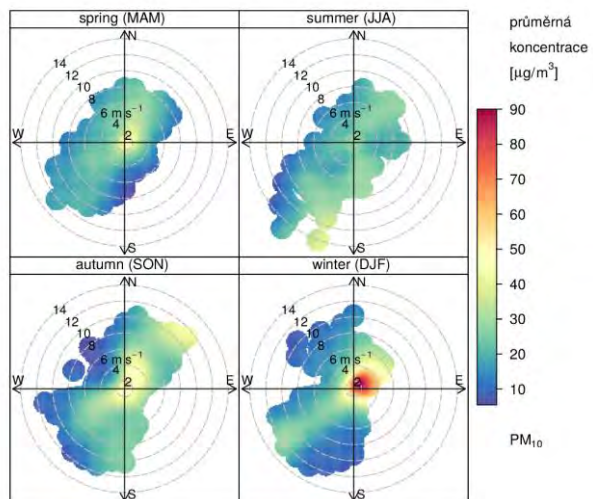 spring (MAM)
N
14
12
10
8
6 m s⁻¹
4
2
W
E
S
summer (JJA)
N
14
12
10
8
6 m s⁻¹
4
2
W
E
S
autumn (SON)
N
14
12
10
8
6 m s⁻¹
4
2
W
E
S
winter (DJF)
N
14
12
10
8
6 m s⁻¹
4
2
W
E
S
průměrná
koncentrace
[µg/m³]
90
80
70
60
50
40
30
20
10
PM₁₀